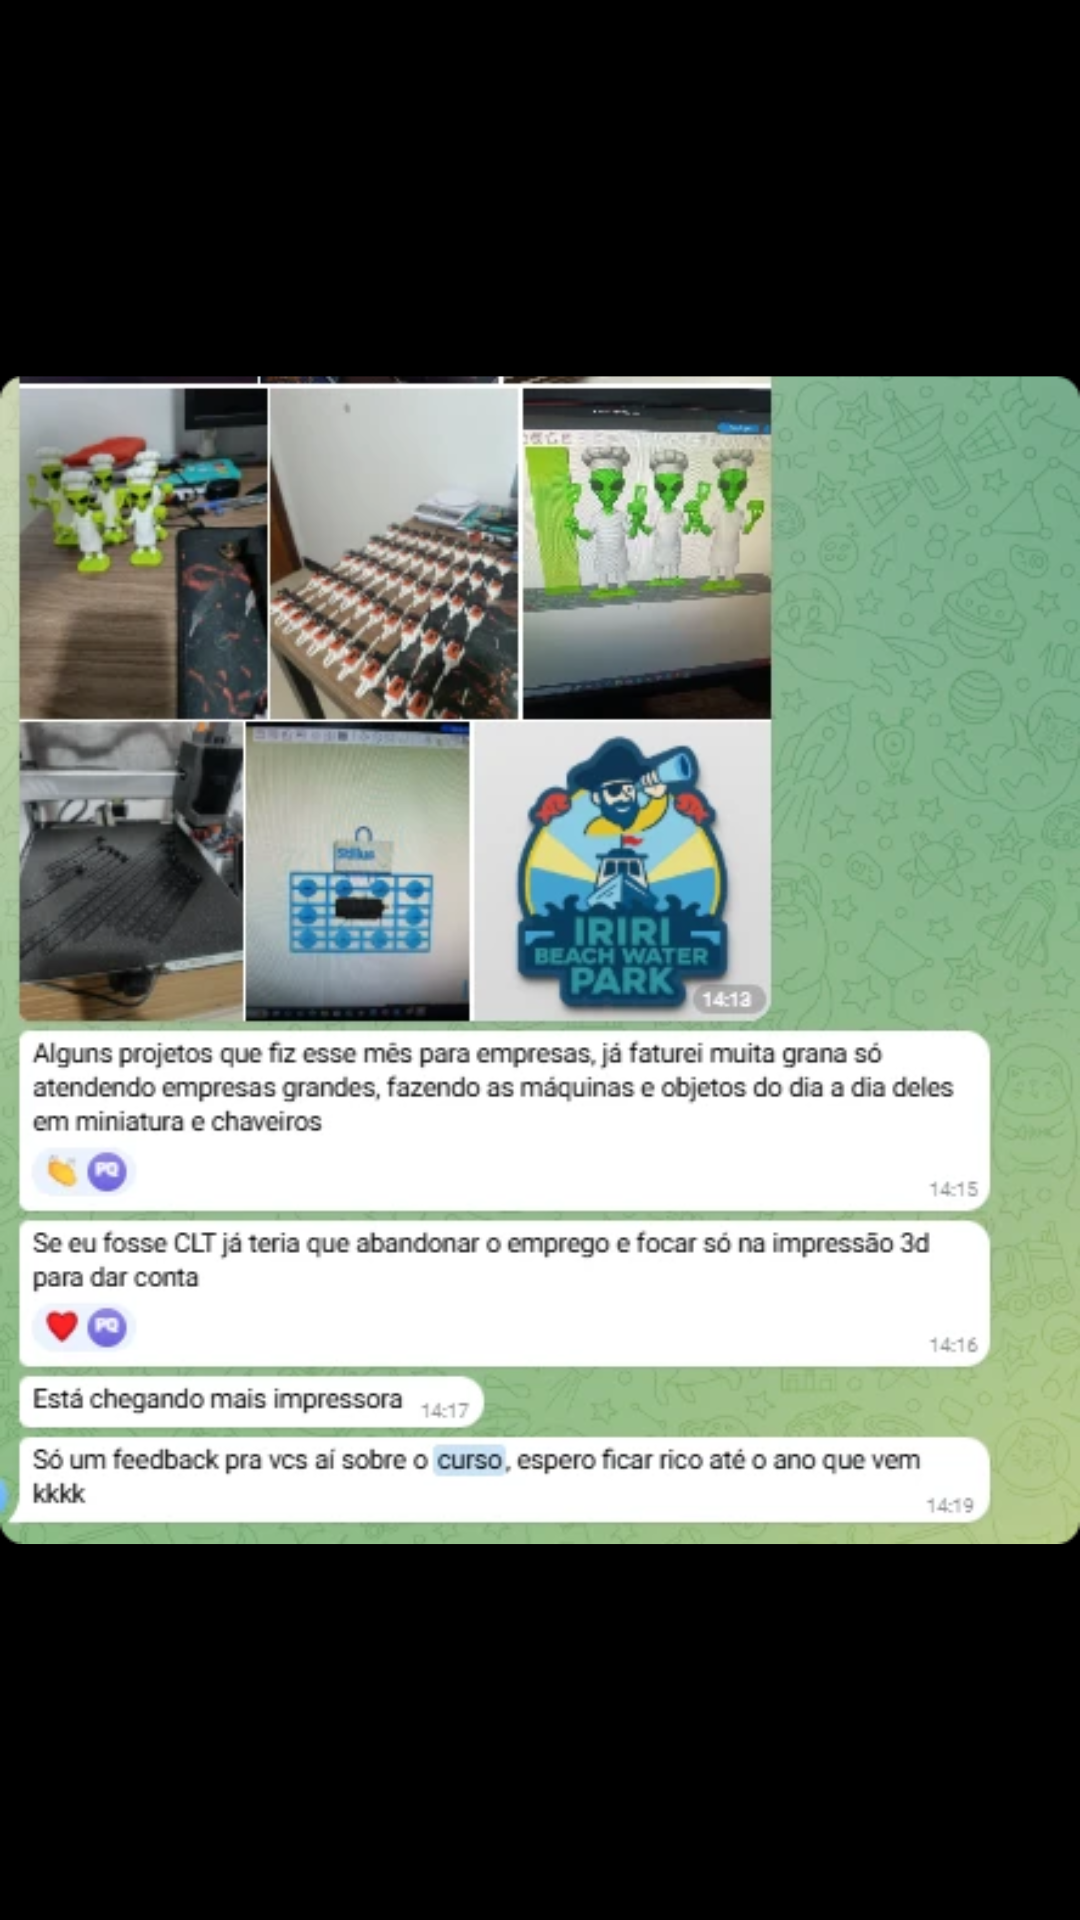 Stillus
IRIRI
BEACH WATER
PARK
14:13
Alguns projetos que fiz esse mês para empresas, já faturei muita grana só
atendendo empresas grandes, fazendo as máquinas e objetos do dia a dia deles
em miniatura e chaveiros
PQ
14:15
Se eu fosse CLT já teria que abandonar o emprego e focar só na impressão 3d
para dar conta
PQ
14:16
Está chegando mais impressora 14:17
Só um feedback pra vcs aí sobre o curso, espero ficar rico até o ano que vem
kkkk
14:19